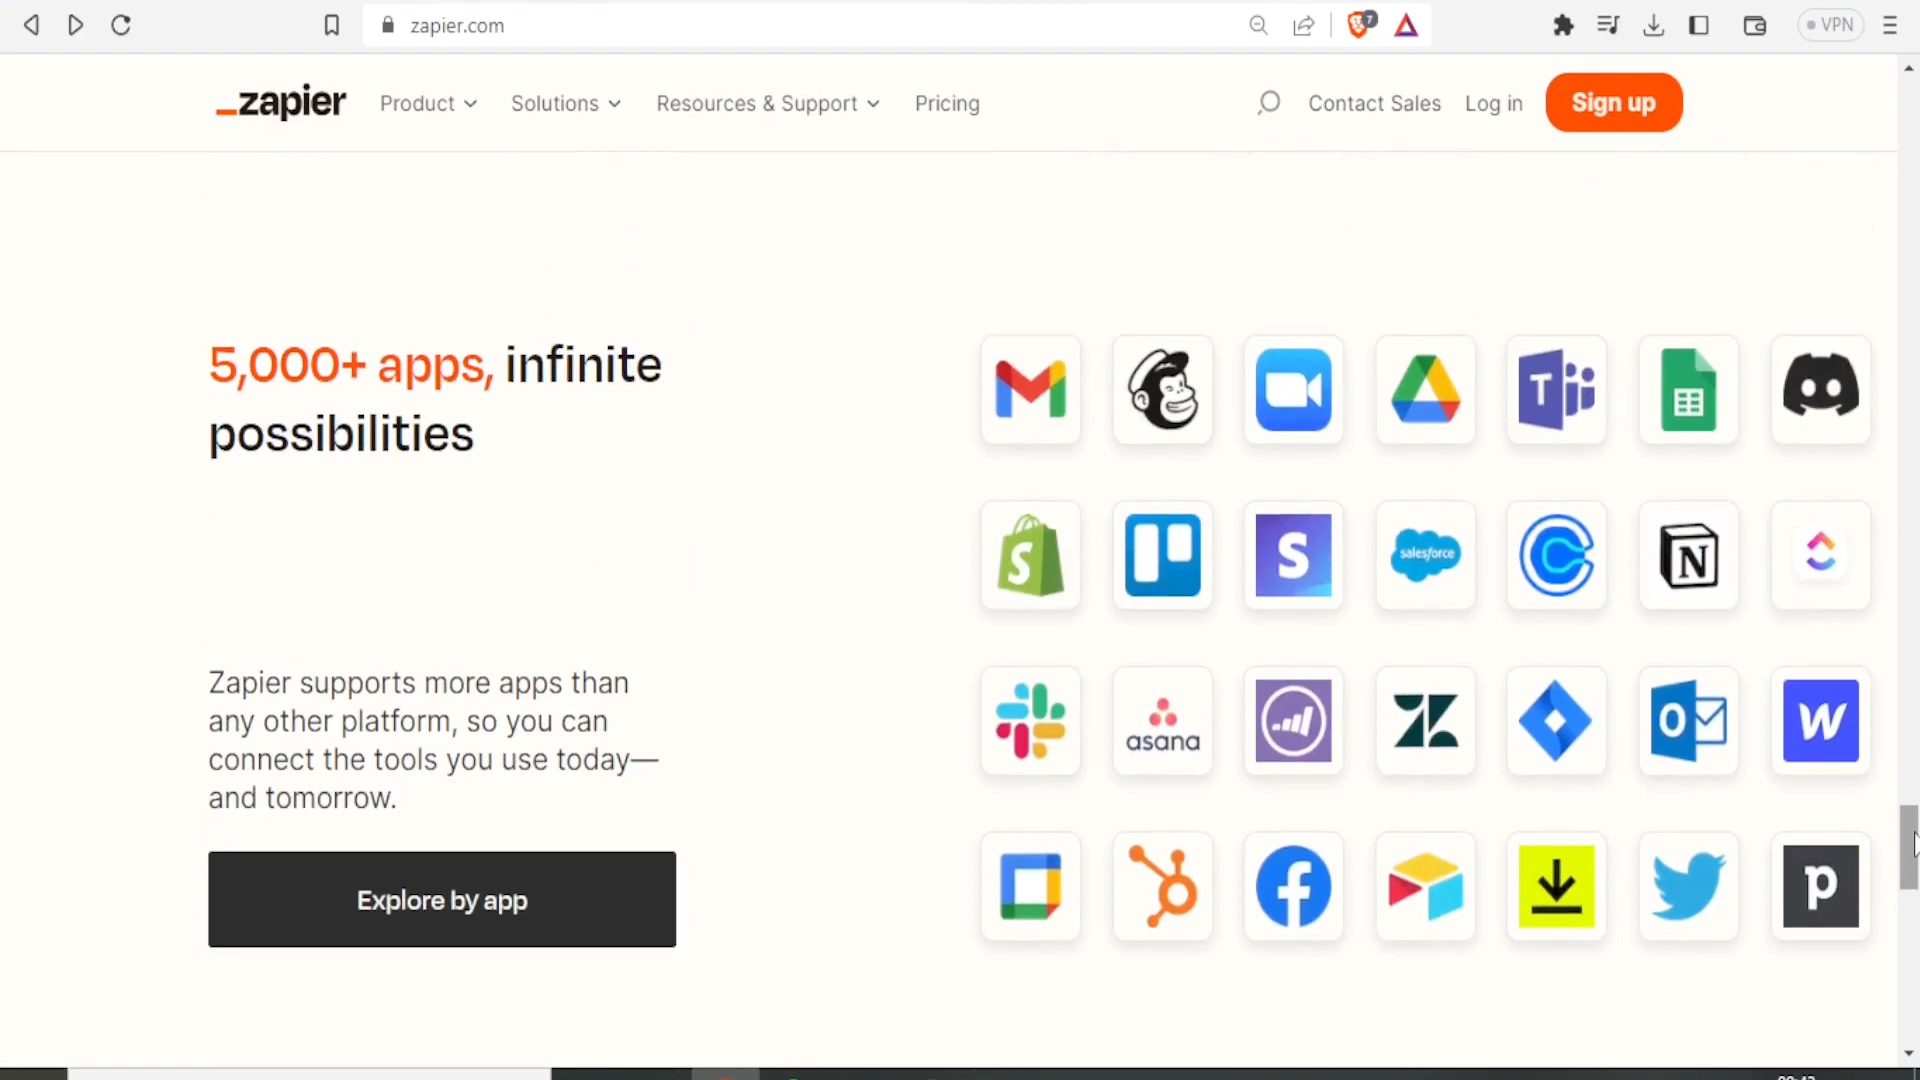 zapier.com
7
VPN
_zapier
Product
Solutions
Resources & Support
Pricing
Contact Sales
Log in
Sign up
5,000+ apps, infinite
possibilities
Zapier supports more apps than
any other platform, so you can
connect the tools you use today—
and tomorrow.
Explore by app
T
S
S
salesforce
C
N
asana
O
W
f
p